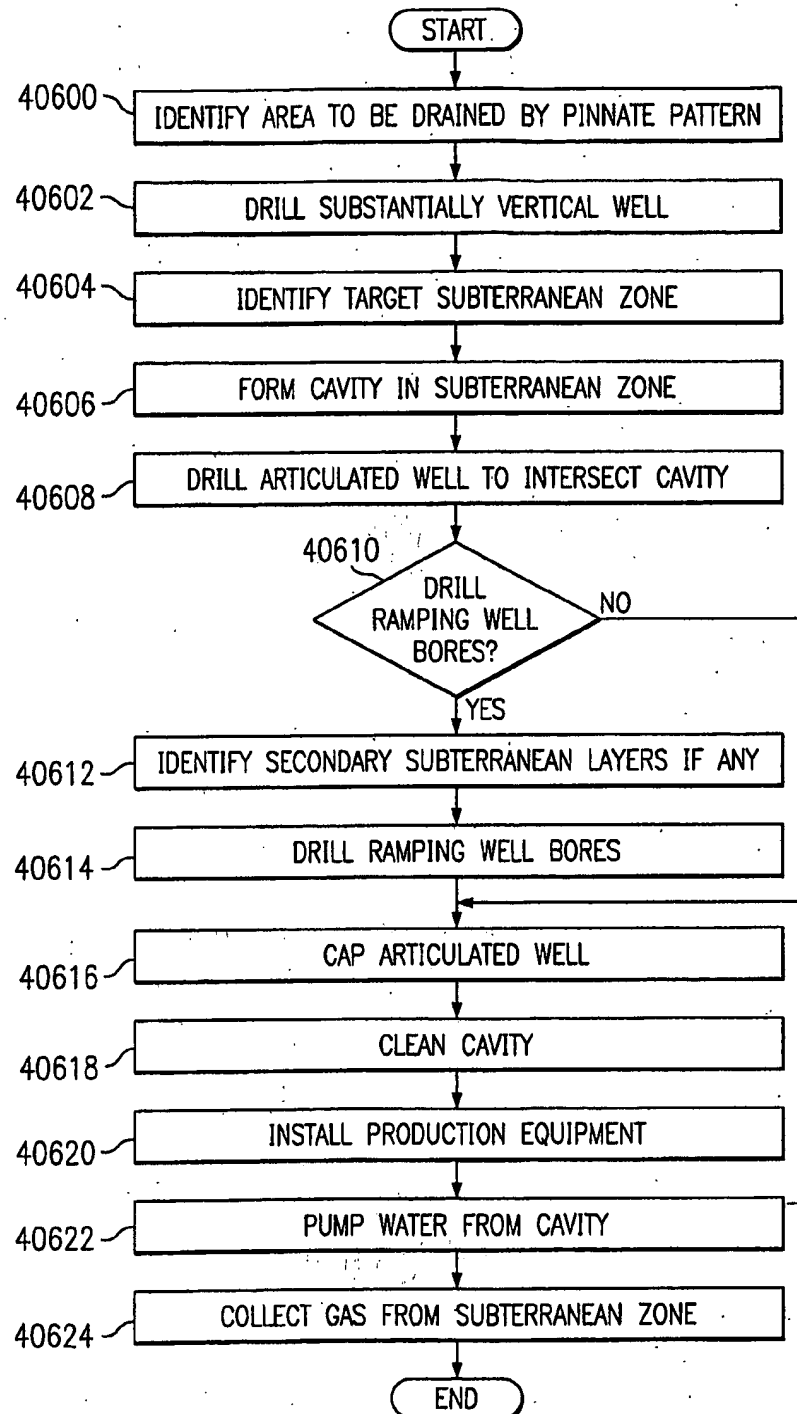 START
40600
IDENTIFY AREA TO BE DRAINED BY PINNATE PATTERN
40602
DRILL SUBSTANTIALLY VERTICAL WELL
40604
IDENTIFY TARGET SUBTERRANEAN ZONE
40606
FORM CAVITY IN SUBTERRANEAN ZONE
40608
DRILL ARTICULATED WELL TO INTERSECT CAVITY
40610
DRILL
RAMPING WELL
BORES?
NO
YES
40612
IDENTIFY SECONDARY SUBTERRANEAN LAYERS IF ANY
40614
DRILL RAMPING WELL BORES
40616
CAP ARTICULATED WELL
40618
CLEAN CAVITY
40620
INSTALL PRODUCTION EQUIPMENT
40622
PUMP WATER FROM CAVITY
40624
COLLECT GAS FROM SUBTERRANEAN ZONE
END